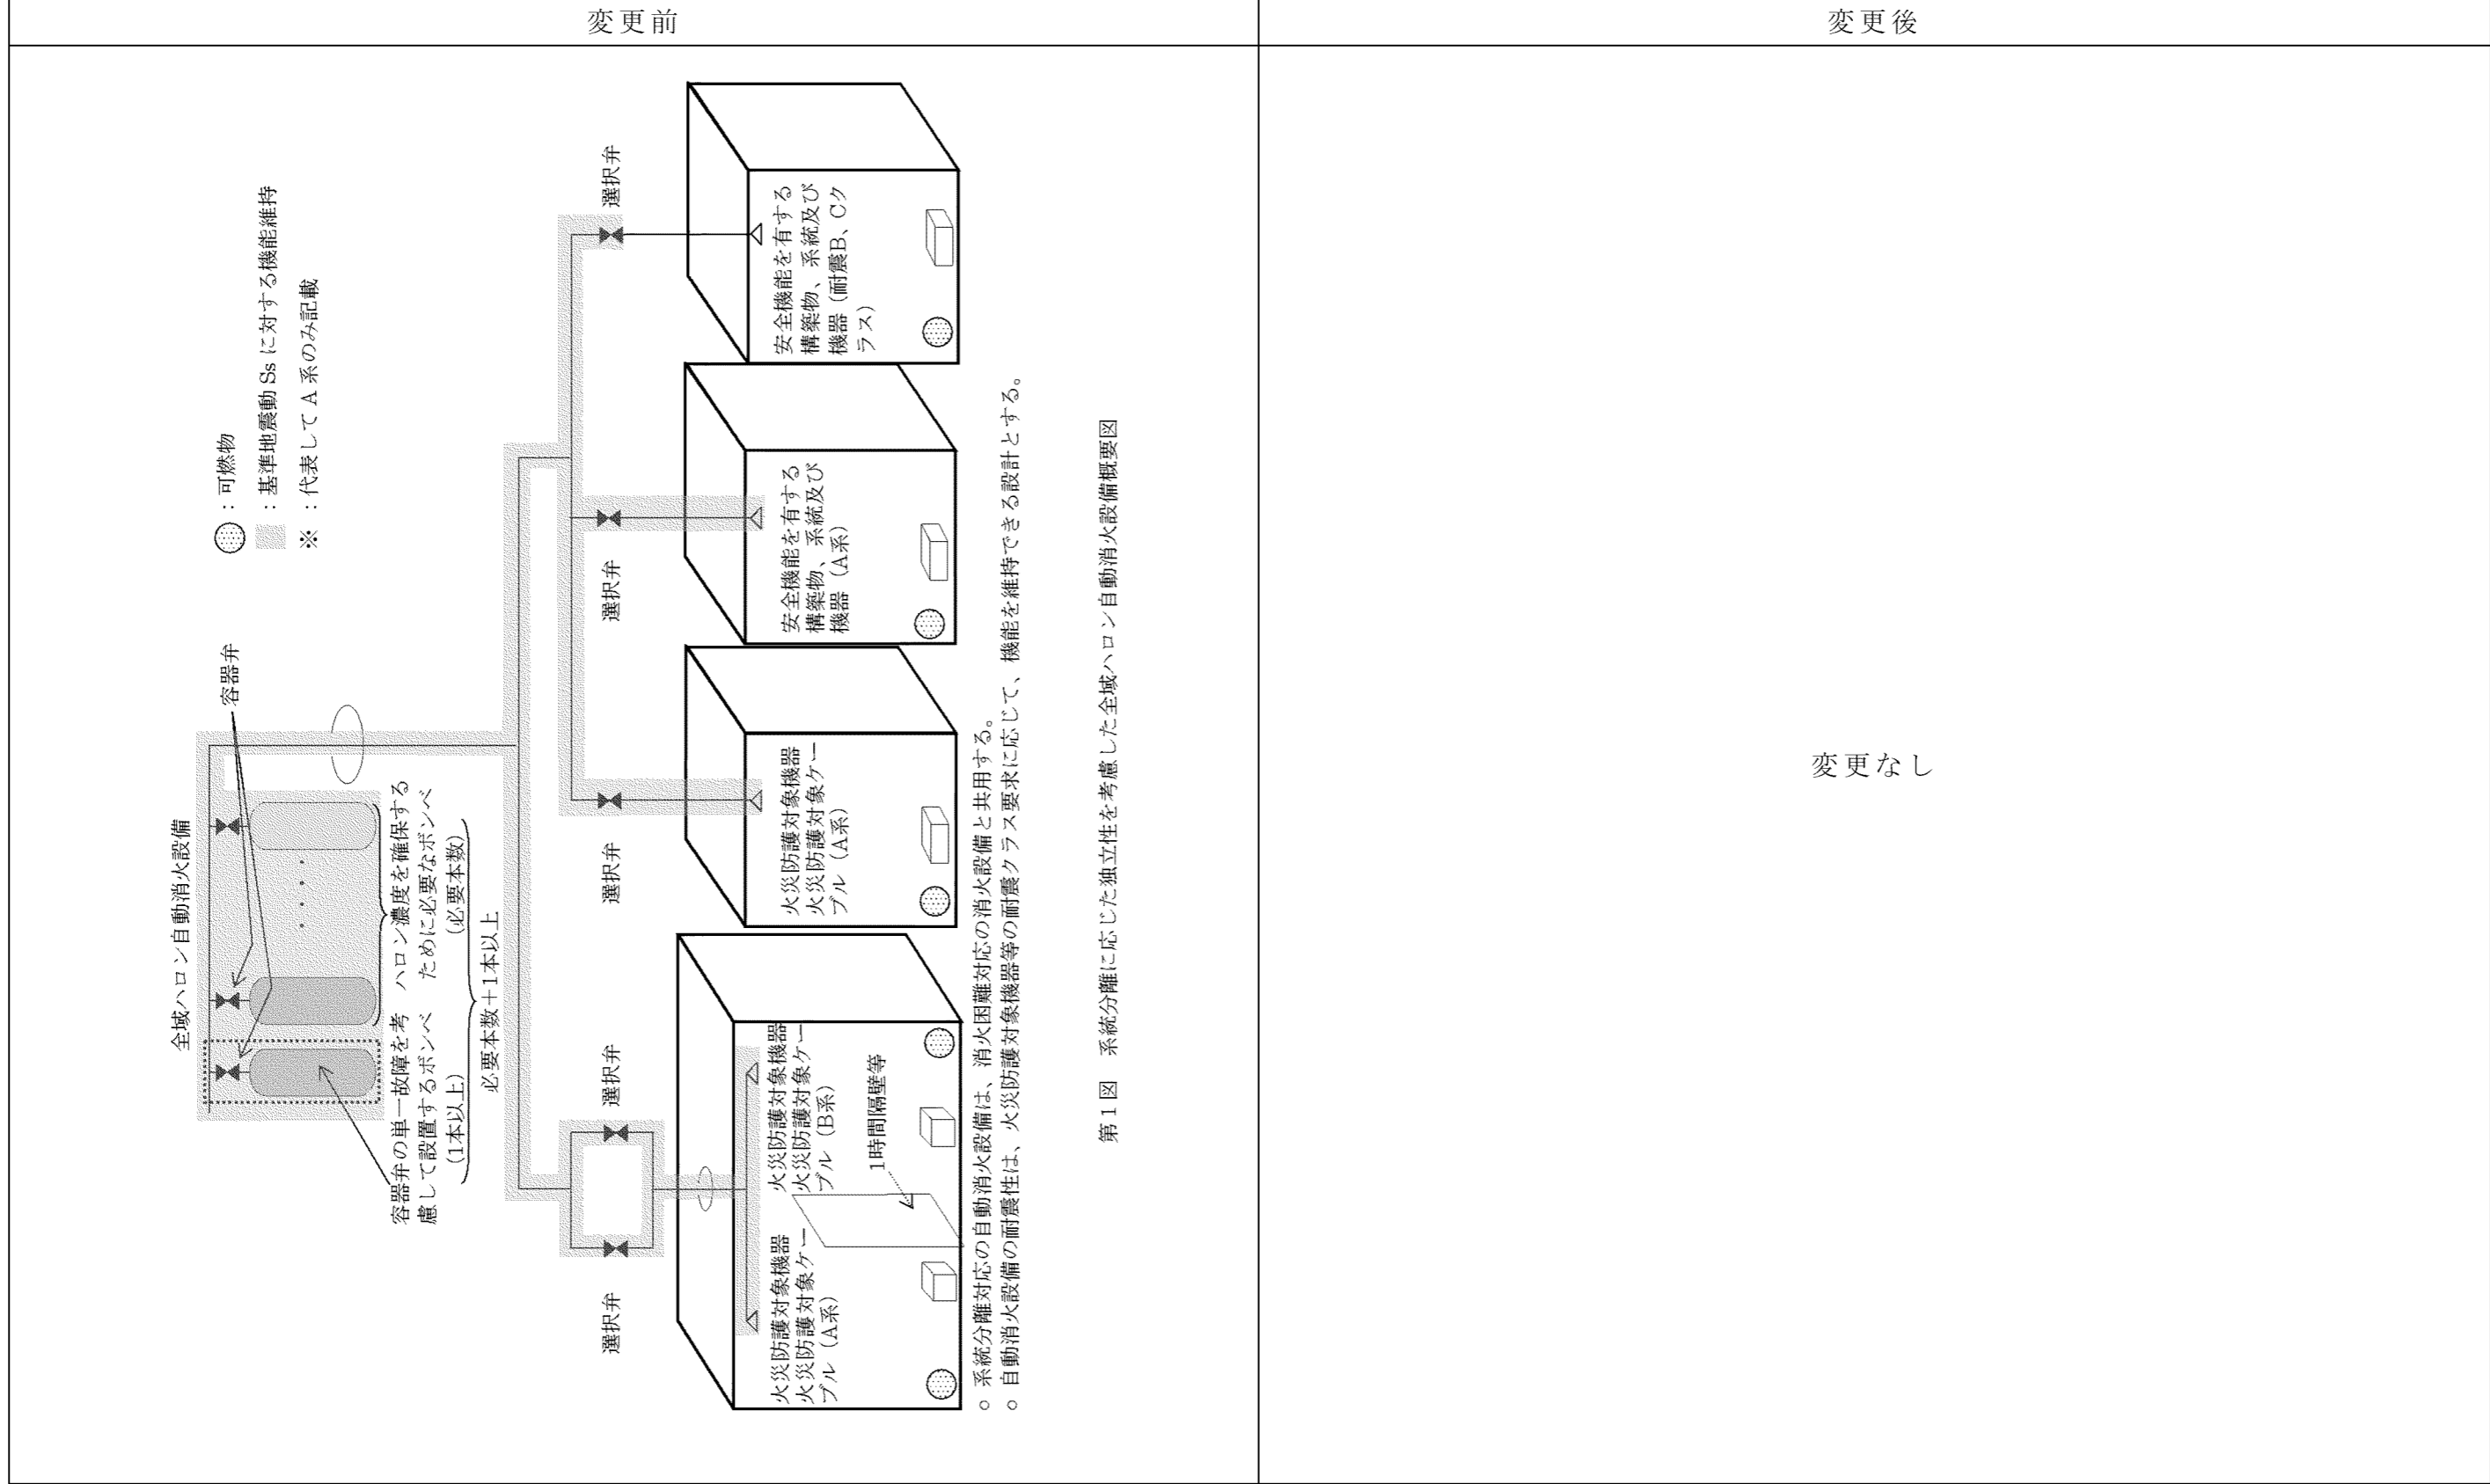 変更前
変更後
全域ハロン自動消火設備
容器弁
：可燃物
：基準地震動Ssに対する機能維持
※：代表してA系のみ記載
容器弁の単一故障を考
慮して設置するボンベ
(1本以上)
ハロン濃度を確保する
ために必要なボンベ
(必要本数)
必要本数+1本以上
選択弁
選択弁
選択弁
選択弁
選択弁
火災防護対象機器
火災防護対象ケー
ブル（A系）
火災防護対象機器
火災防護対象ケー
ブル（B系）
1時間隔壁等
火災防護対象機器
火災防護対象ケー
ブル（A系）
安全機能を有する
構築物、系統及び
機器（A系）
安全機能を有する
構築物、系統及び
機器（耐震B、Cク
ラス）
○ 系統分離対応の自動消火設備は、消火困難対応の消火設備と共用する。
○ 自動消火設備の耐震性は、火災防護対象機器等の耐震クラス要求に応じて、機能を維持できる設計とする。
第1図　系統分離に応じた独立性を考慮した全域ハロン自動消火設備概要図
変更なし